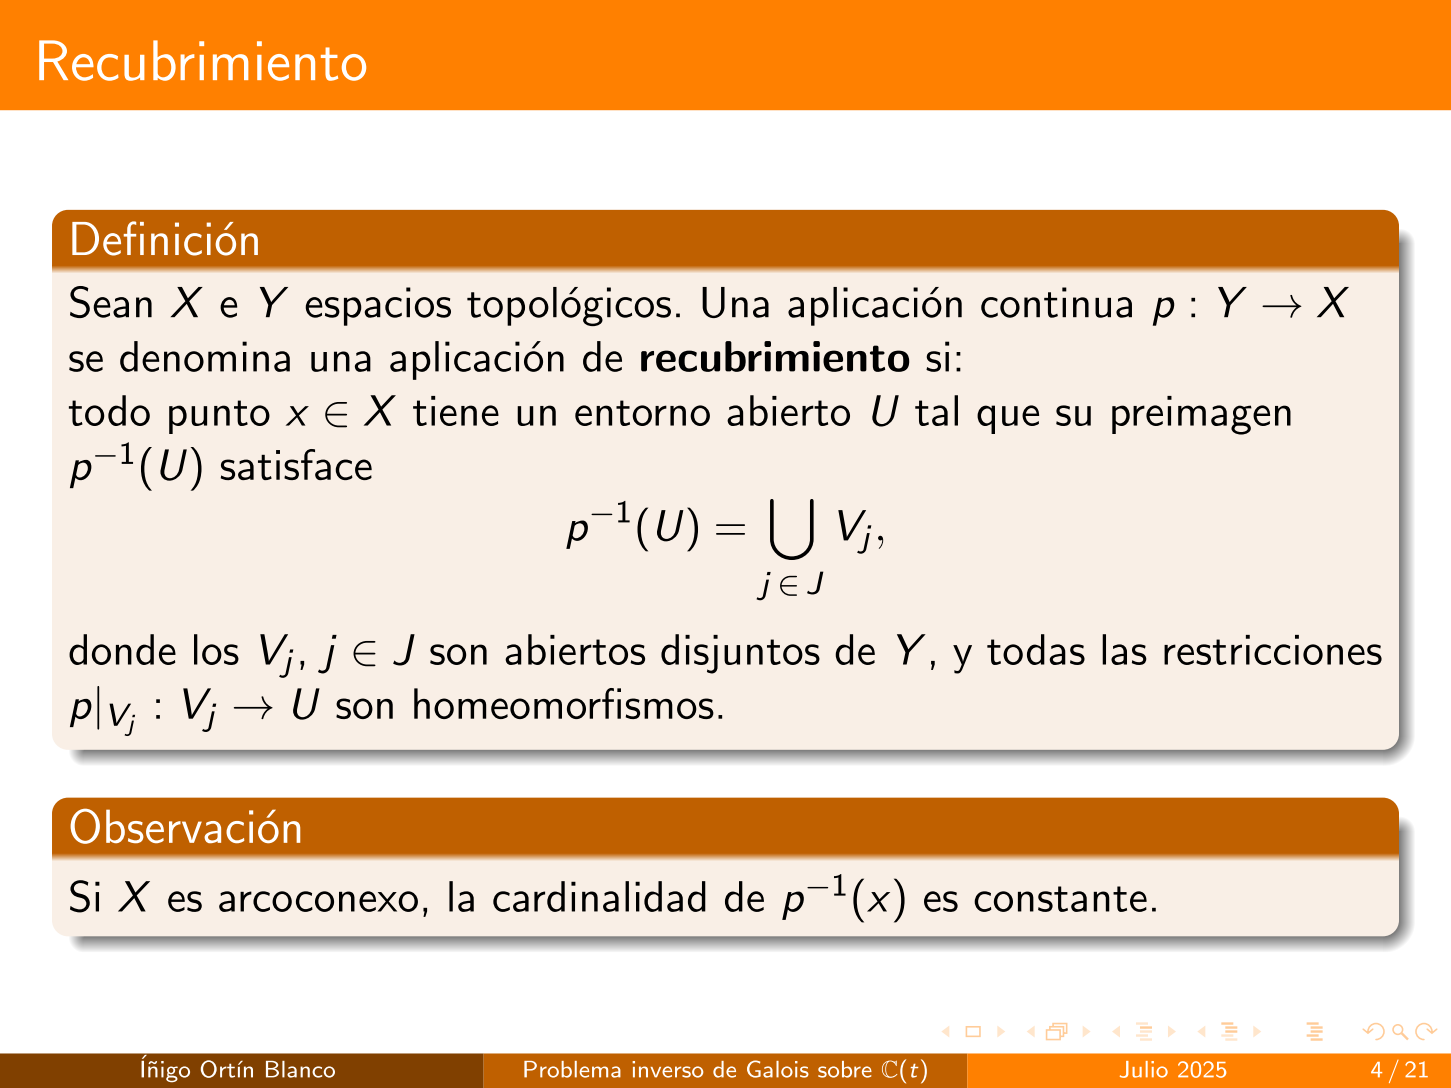 Recubrimiento
Definición
Sean X e Y espacios topológicos. Una aplicación continua p : Y → X
se denomina una aplicación de recubrimiento si:
todo punto x ∈ X tiene un entorno abierto U tal que su preimagen
p⁻¹(U) satisface
p⁻¹(U) = ⋃_{j ∈ J} V_j,
donde los V_j, j ∈ J son abiertos disjuntos de Y, y todas las restricciones
p|_{V_j} : V_j → U son homeomorfismos.
Observación
Si X es arcoconexo, la cardinalidad de p⁻¹(x) es constante.
Íñigo Ortín Blanco Problema inverso de Galois sobre ℂ(t) Julio 2025 4 / 21